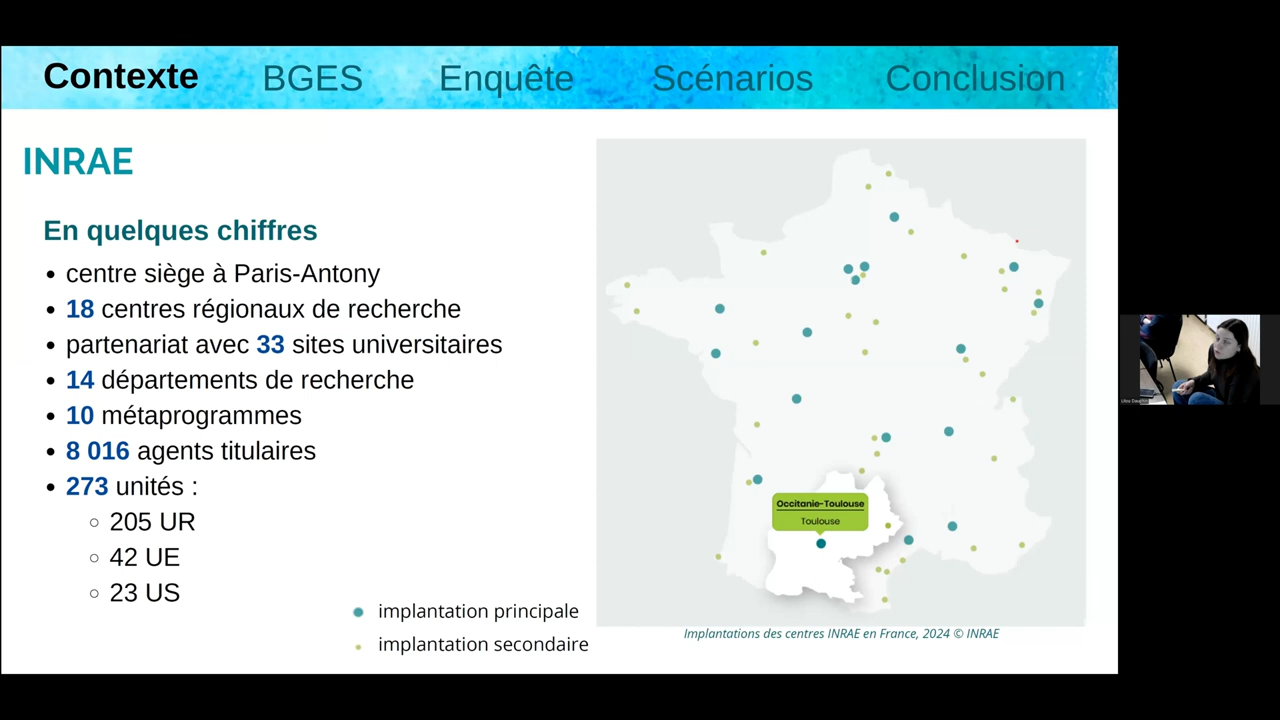 Contexte BGES Enquête Scénarios Conclusion
INRAE
En quelques chiffres
centre siège à Paris-Antony
18 centres régionaux de recherche
partenariat avec 33 sites universitaires
14 départements de recherche
10 métaprogrammes
8 016 agents titulaires
273 unités :
205 UR
42 UE
23 US
implantation principale
implantation secondaire
Occitanie-Toulouse
Toulouse
Implantations des centres INRAE en France, 2024 © INRAE